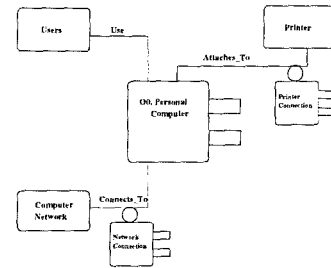 Users
Use
Printer
Attaches_To
O0. Personal
Computer
Printer
Connection
Computer
Network
Connects_To
Network
Connection